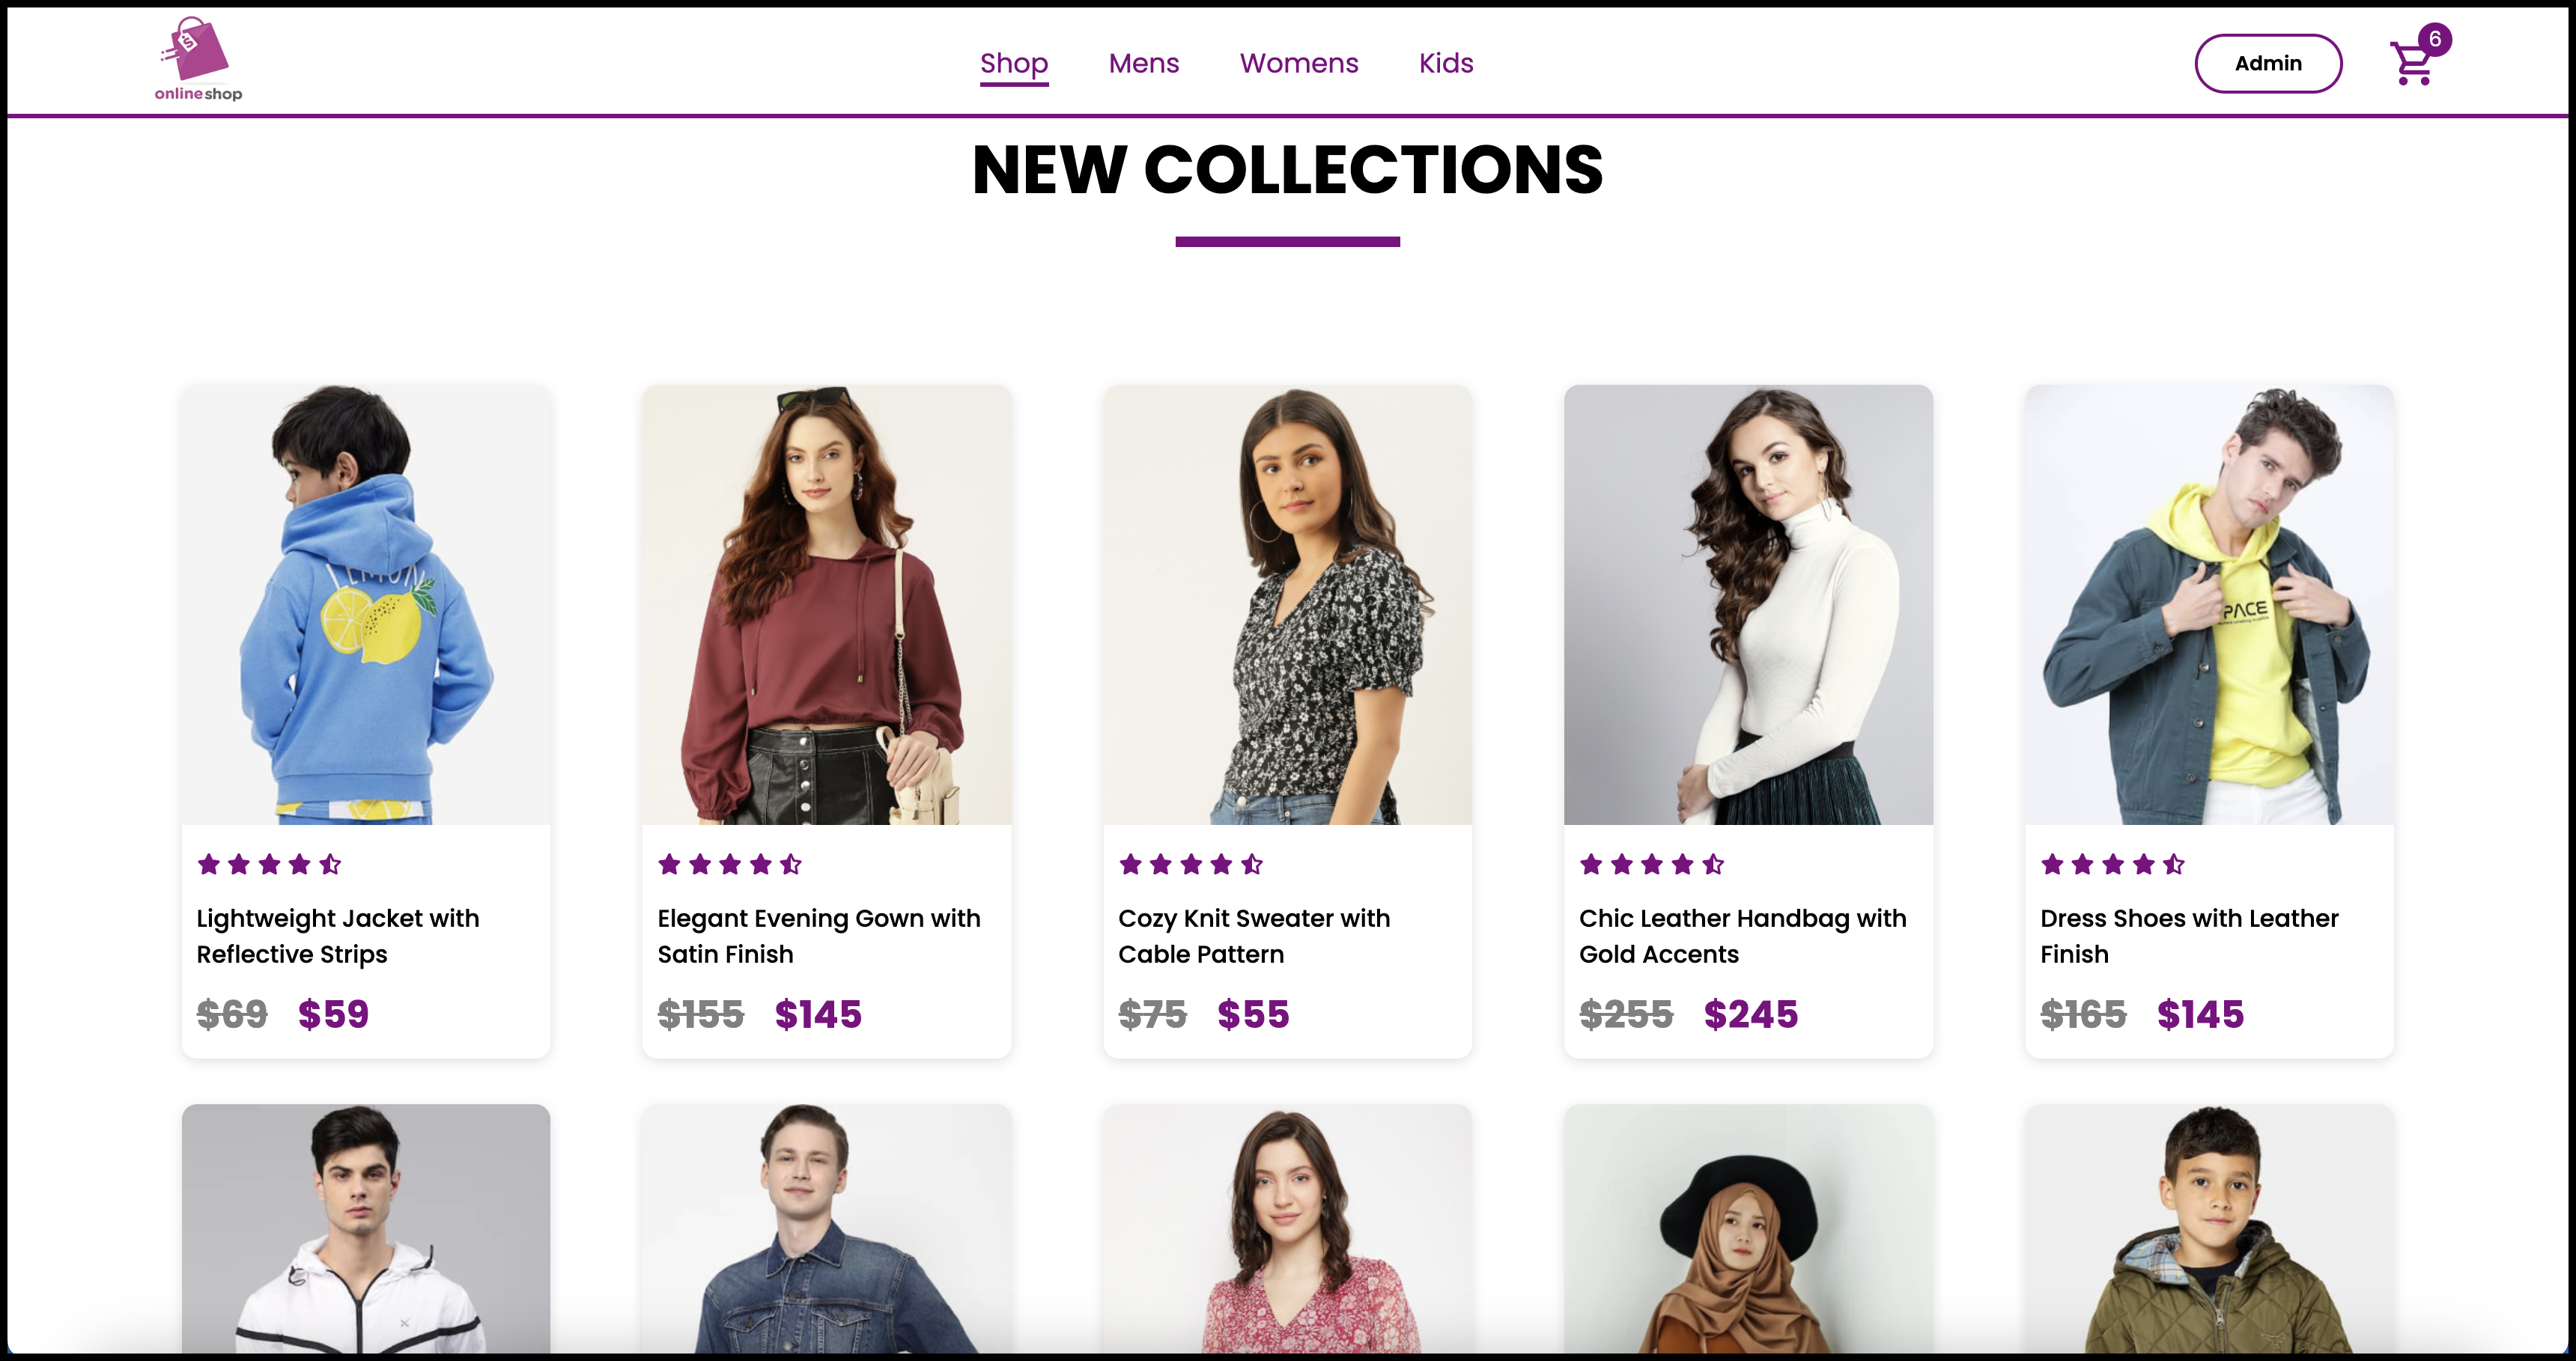 onlineshop
Shop Mens Womens Kids
Admin
6
NEW COLLECTIONS
LEMON
PACE
Lightweight Jacket with
Reflective Strips
$69 $59
Elegant Evening Gown with
Satin Finish
$155 $145
Cozy Knit Sweater with
Cable Pattern
$75 $55
Chic Leather Handbag with
Gold Accents
$255 $245
Dress Shoes with Leather
Finish
$165 $145